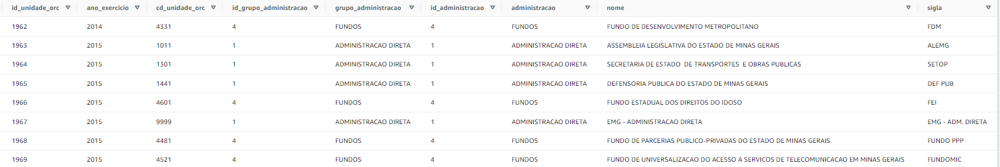 id_unidade_orc ano_exercicio cd_unidade_orc id_grupo_administração grupo_administracao id_administração administracao nome sigla
1962 2014 4331 4 FUNDOS 4 FUNDOS FUNDO DE DESENVOLVIMENTO METROPOLITANO FDM
1963 2015 1011 1 ADMINISTRACAO DIRETA 1 ADMINISTRACAO DIRETA ASSEMBLEIA LEGISLATIVA DO ESTADO DE MINAS GERAIS ALEMG
1964 2015 1301 1 ADMINISTRACAO DIRETA 1 ADMINISTRACAO DIRETA SECRETARIA DE ESTADO DE TRANSPORTES E OBRAS PUBLICAS SETOP
1965 2015 1441 1 ADMINISTRACAO DIRETA 1 ADMINISTRACAO DIRETA DEFENSORIA PUBLICA DO ESTADO DE MINAS GERAIS DEF PUB
1966 2015 4601 4 FUNDOS 4 FUNDOS FUNDO ESTADUAL DOS DIREITOS DO IDOSO FEI
1967 2015 9999 1 ADMINISTRACAO DIRETA 1 ADMINISTRACAO DIRETA EMG - ADMINISTRACAO DIRETA EMG - ADM. DIRETA
1968 2015 4481 4 FUNDOS 4 FUNDOS FUNDO DE PARCERIAS PUBLICO-PRIVADAS DO ESTADO DE MINAS GERAIS FUNDO PPP
1969 2015 4521 4 FUNDOS 4 FUNDOS FUNDO DE UNIVERSALIZACAO DO ACESSO A SERVICOS DE TELECOMUNICACAO EM MINAS GERAIS FUNDOMIC